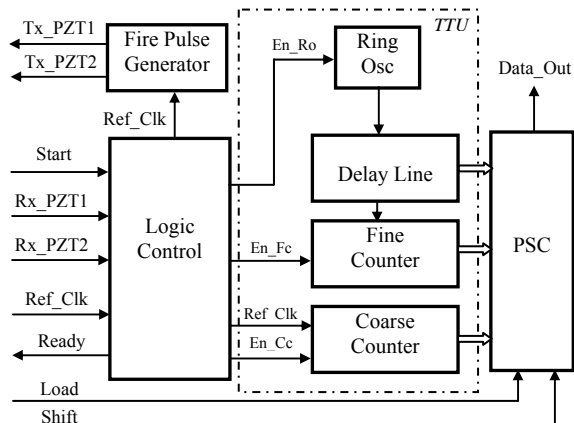 Tx_PZT1
Tx_PZT2
Fire Pulse
Generator
Ref_Clk
En_Ro
Ring
Osc
TTU
Data_Out
Start
Rx_PZT1
Rx_PZT2
Ref_Clk
Ready
Logic
Control
Delay Line
En_Fc
Fine
Counter
Ref_Clk
En_Cc
Coarse
Counter
PSC
Load
Shift